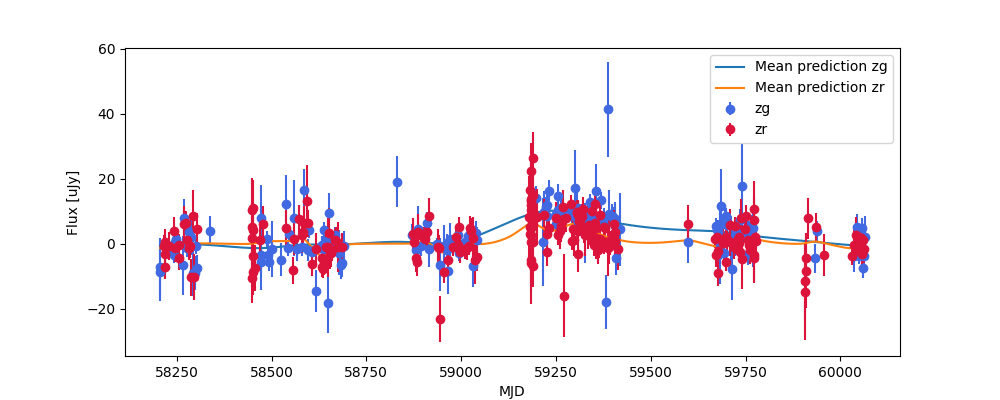 60
40
20
0
−20
Flux [uJy]
58250 58500 58750 59000 59250 59500 59750 60000
MJD
Mean prediction zg
Mean prediction zr
zg
zr